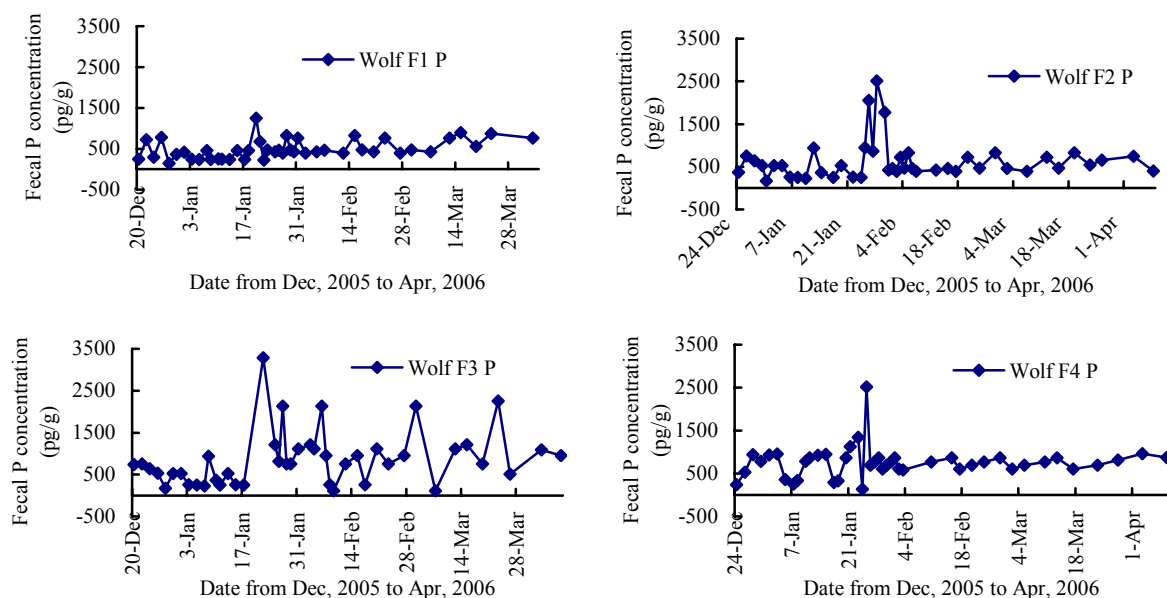 3500
2500
1500
500
-500
Fecal P concentration
(pg/g)
Wolf F1 P
20-Dec
3-Jan
17-Jan
31-Jan
14-Feb
28-Feb
14-Mar
28-Mar
Date from Dec, 2005 to Apr, 2006
3500
2500
1500
500
-500
Fecal P concentration
(pg/g)
Wolf F2 P
24-Dec
7-Jan
21-Jan
4-Feb
18-Feb
4-Mar
18-Mar
1-Apr
Date from Dec, 2005 to Apr, 2006
3500
2500
1500
500
-500
Fecal P concentration
(pg/g)
Wolf F3 P
20-Dec
3-Jan
17-Jan
31-Jan
14-Feb
28-Feb
14-Mar
28-Mar
Date from Dec, 2005 to Apr, 2006
3500
2500
1500
500
-500
Fecal P concentration
(pg/g)
Wolf F4 P
24-Dec
7-Jan
21-Jan
4-Feb
18-Feb
4-Mar
18-Mar
1-Apr
Date from Dec, 2005 to Apr, 2006